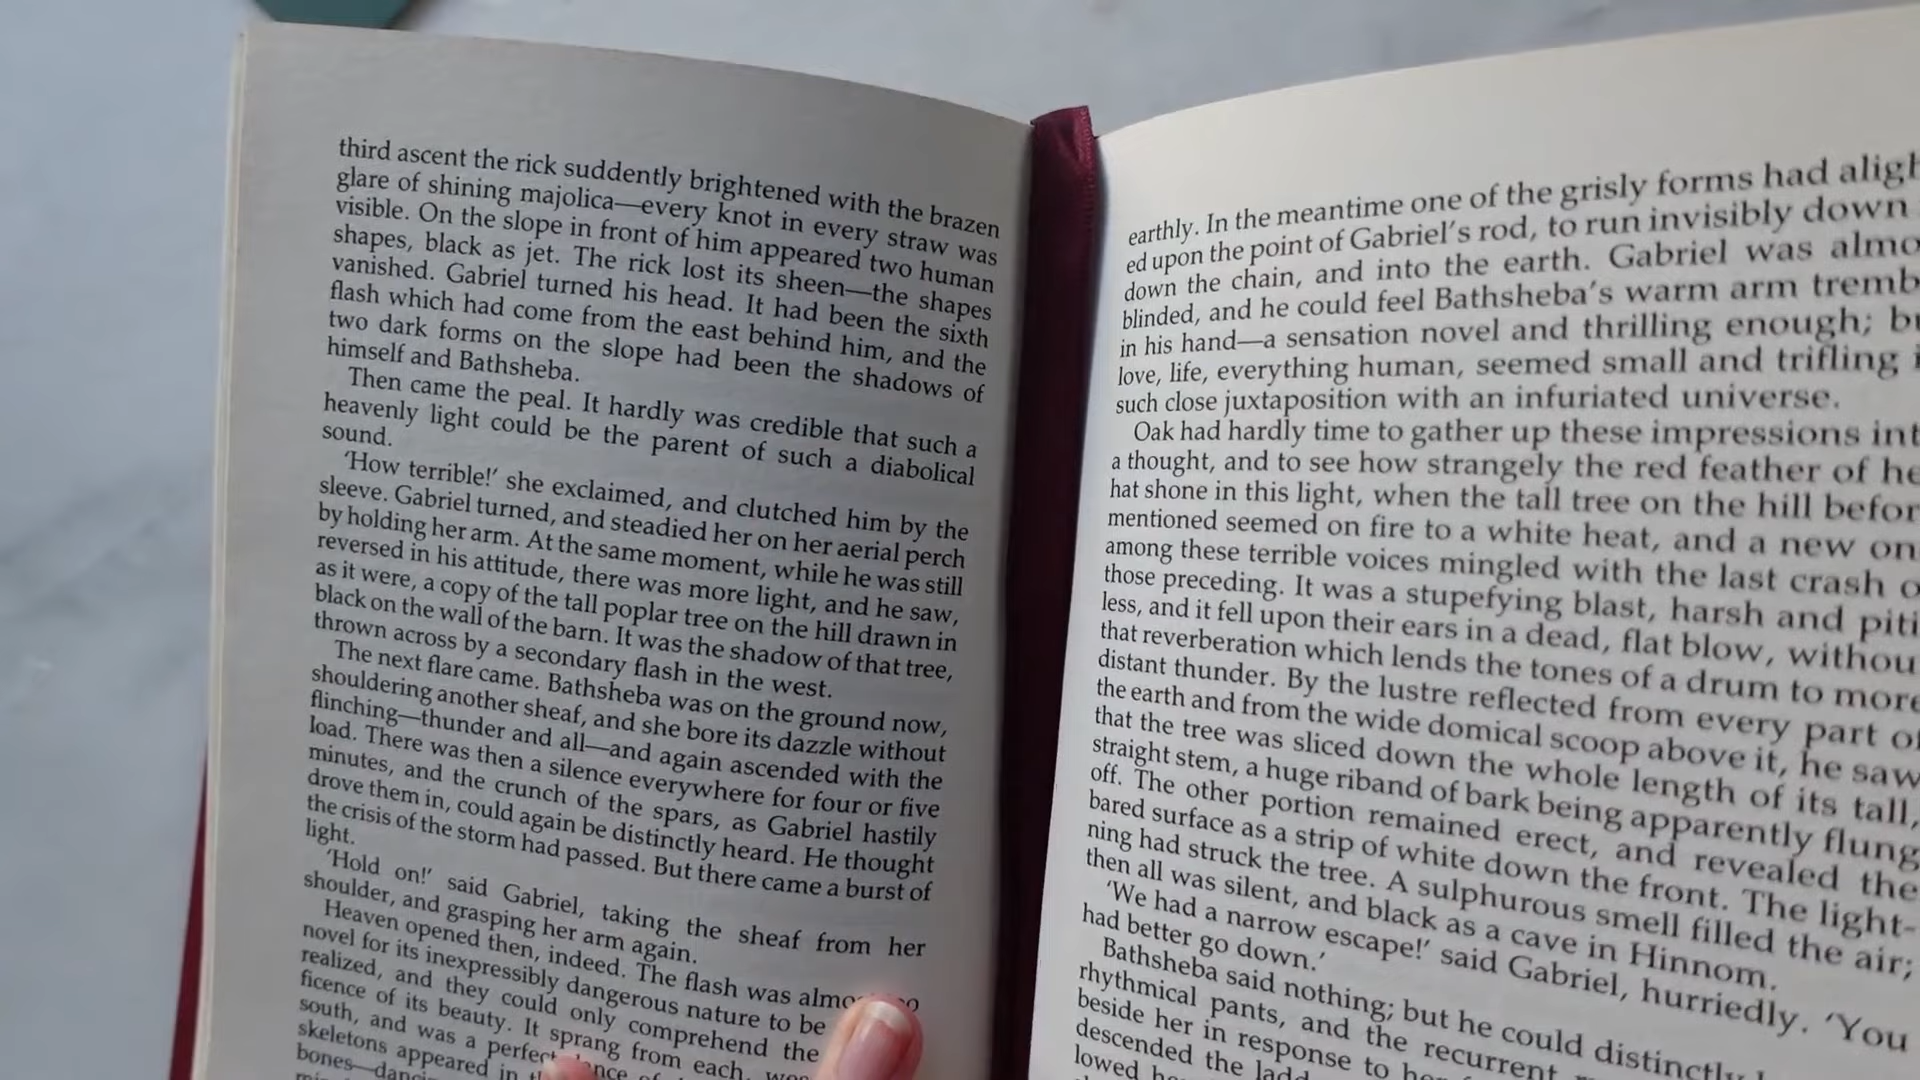 third ascent the rick suddenly brightened with the brazen
glare of shining majolica—every knot in every straw was
visible. On the slope in front of him appeared two human
shapes, black as jet. The rick lost its sheen—the shapes
vanished. Gabriel turned his head. It had been the sixth
flash which had come from the east behind him, and the
two dark forms on the slope had been the shadows of
himself and Bathsheba.
Then came the peal. It hardly was credible that such a
heavenly light could be the parent of such a diabolical
sound.
'How terrible!' she exclaimed, and clutched him by the
sleeve. Gabriel turned, and steadied her on her aerial perch
by holding her arm. At the same moment, while he was still
reversed in his attitude, there was more light, and he saw,
as it were, a copy of the tall poplar tree on the hill drawn in
black on the wall of the barn. It was the shadow of that tree,
thrown across by a secondary flash in the west.
The next flare came. Bathsheba was on the ground now,
shouldering another sheaf, and she bore its dazzle without
flinching—thunder and all—and again ascended with the
load. There was then a silence everywhere for four or five
minutes, and the crunch of the spars, as Gabriel hastily
drove them in, could again be distinctly heard. He thought
the crisis of the storm had passed. But there came a burst of
light.
'Hold on!' said Gabriel, taking the sheaf from her
shoulder, and grasping her arm again.
Heaven opened then, indeed. The flash was
novel for its inexpressibly dangerous nature to be
realized, and they could only comprehend the
ficence of its beauty. It sprang from each
south, and was a
skeletons appeared in
bones
earthly. In the meantime one of the grisly forms had aligh
ed upon the point of Gabriel's rod, to run invisibly down
down the chain, and into the earth. Gabriel was almo
blinded, and he could feel Bathsheba's warm arm tremb
in his hand—a sensation novel and thrilling enough; b
love, life, everything human, seemed small and trifling i
such close juxtaposition with an infuriated universe.
Oak had hardly time to gather up these impressions int
a thought, and to see how strangely the red feather of he
hat shone in this light, when the tall tree on the hill befor
mentioned seemed on fire to a white heat, and a new on
among these terrible voices mingled with the last crash o
those preceding. It was a stupefying blast, harsh and piti
less, and it fell upon their ears in a dead, flat blow, withou
that reverberation which lends the tones of a drum to more
distant thunder. By the lustre reflected from every part of
the earth and from the wide domical scoop above it, he saw
that the tree was sliced down the whole length of its tall,
straight stem, a huge riband of bark being apparently flung
off. The other portion remained erect, and revealed the
bared surface as a strip of white down the front. The light-
ning had struck the tree. A sulphurous smell filled the air;
then all was silent, and black as a cave in Hinnom.
'We had a narrow escape!' said Gabriel, hurriedly. 'You
had better go down.'
Bathsheba said nothing; but he could distinctly
rhythmical pants, and the recurrent
beside her in response to
descended the
lowed